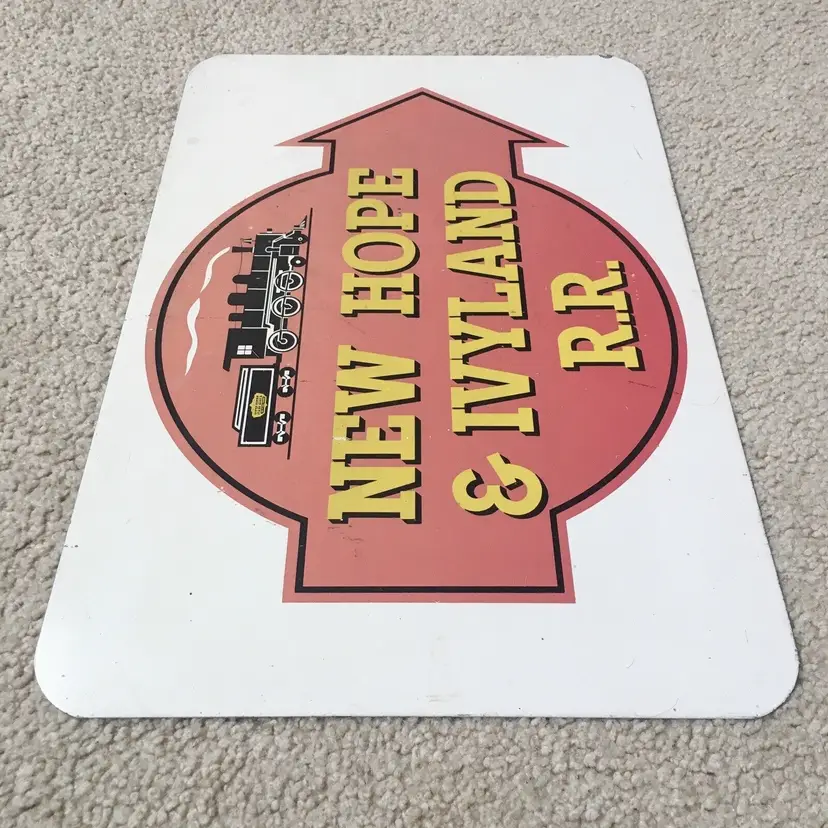 NEW HOPE
& IVYLAND
R.R.